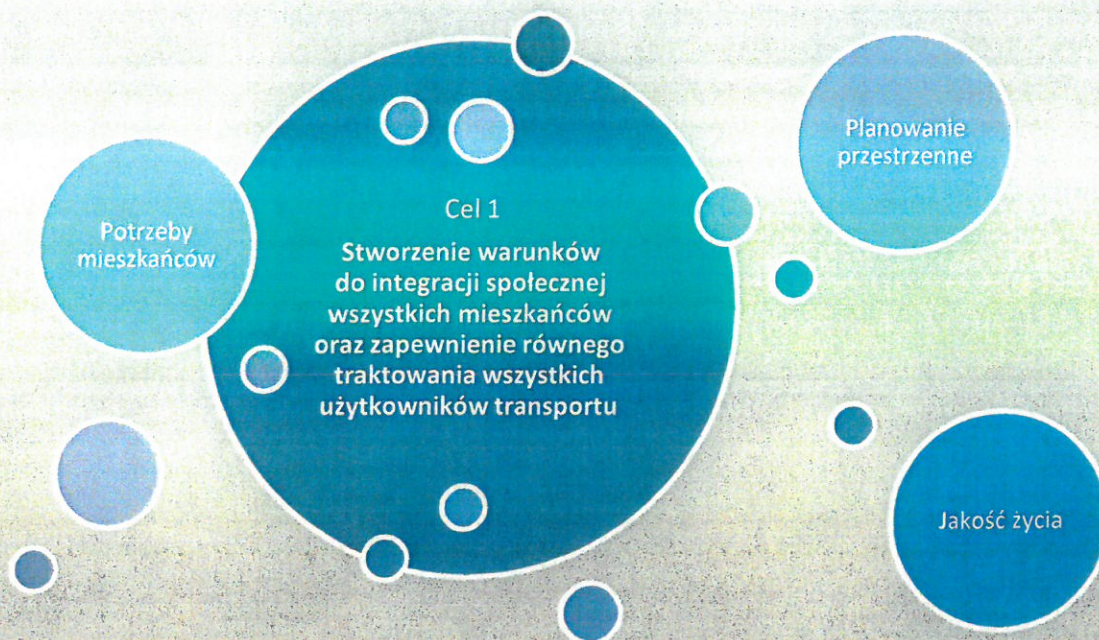 Potrzeby
mieszkańców
Cel 1
Stworzenie warunków
do integracji społecznej
wszystkich mieszkańców
oraz zapewnienie równego
traktowania wszystkich
użytkowników transportu
Planowanie
przestrzenne
Jakość życia